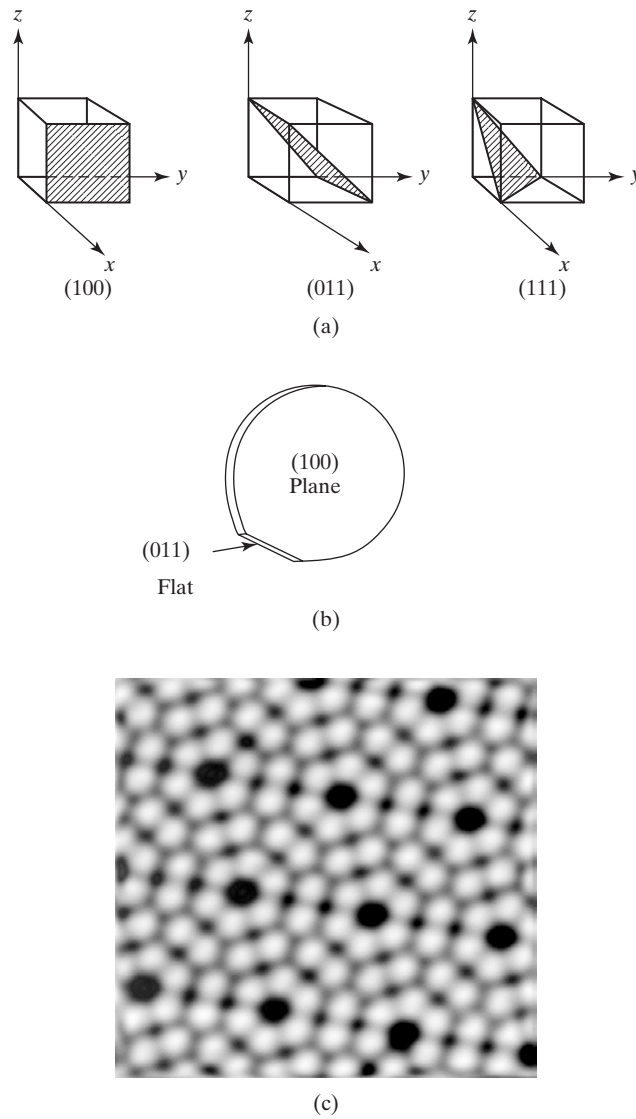 z z z
y y y
x x x
(100) (011) (111)
(a)
(100)
Plane
(011)
Flat
(b)
(c)